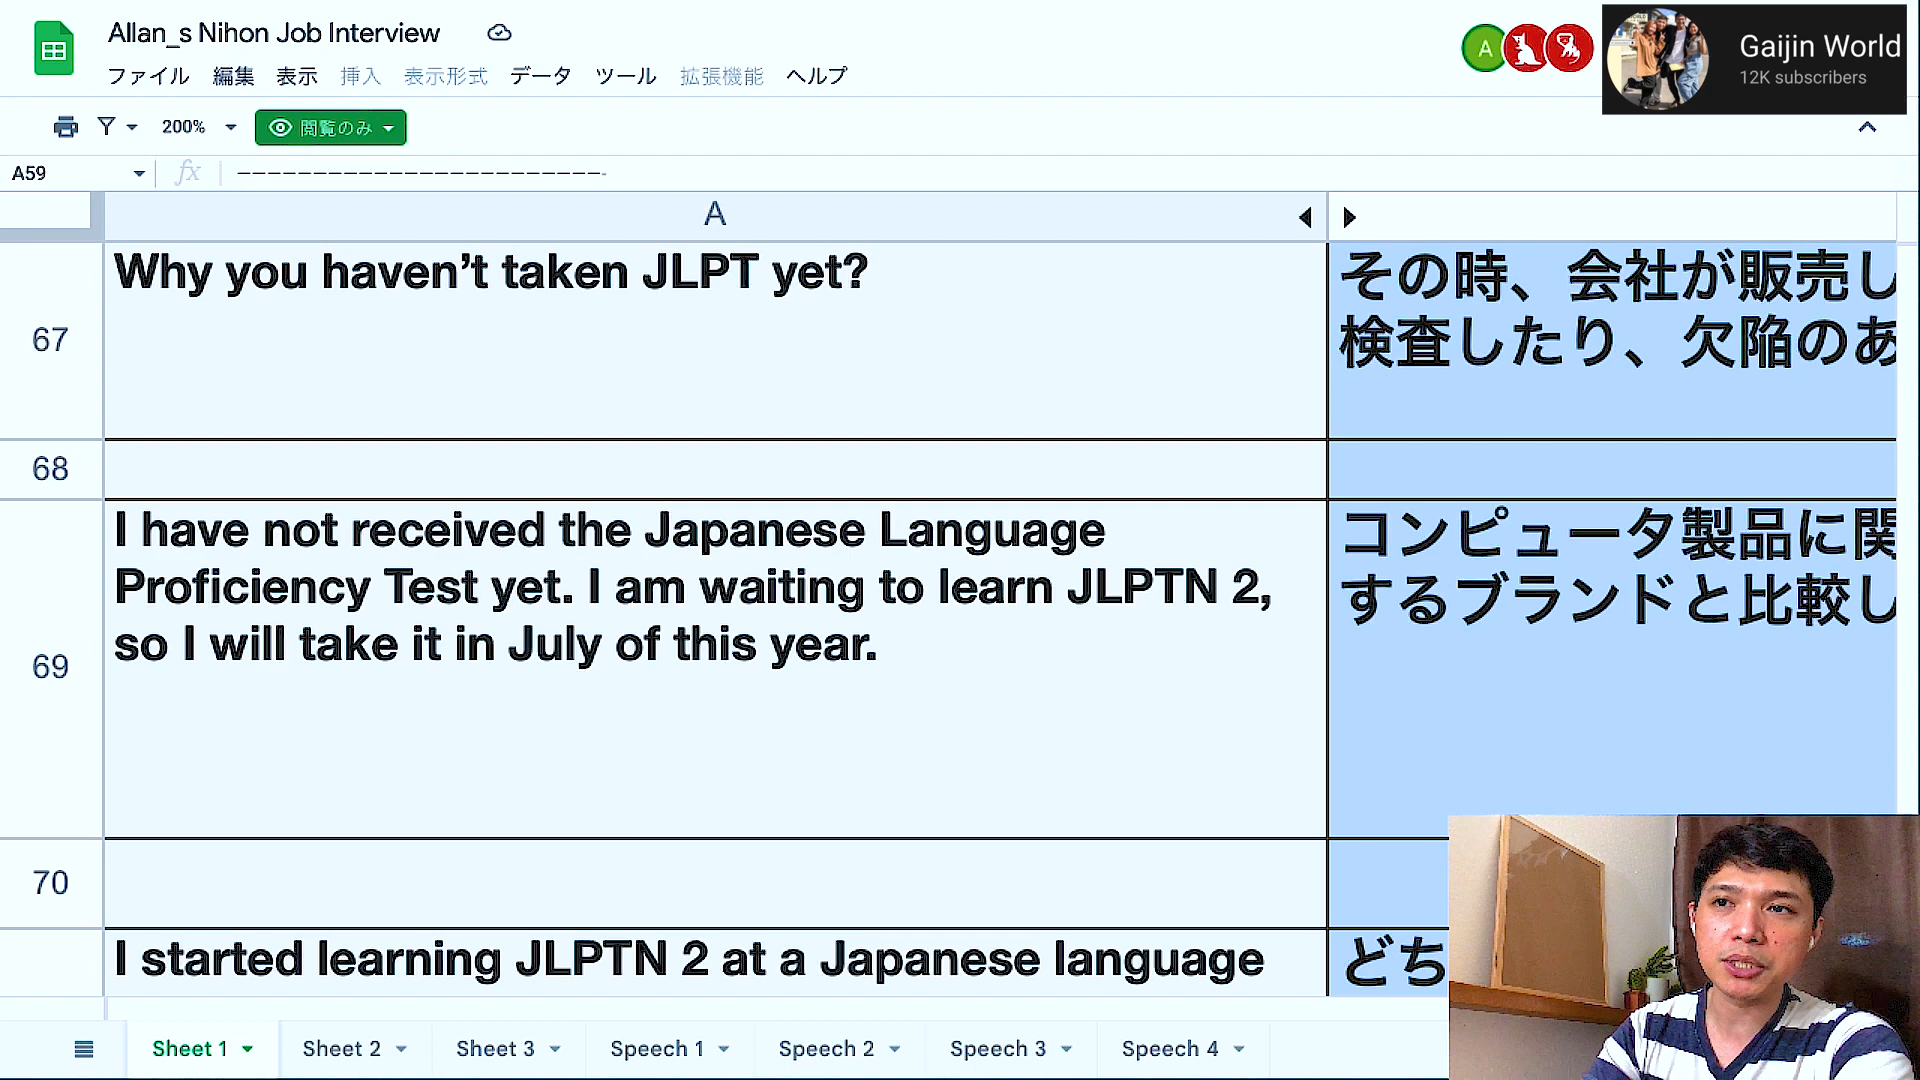 Allan_s Nihon Job Interview
ファイル 編集 表示 挿入 表示形式 データ ツール 拡張機能 ヘルプ
A
Gaijin World
12K subscribers
200% 閲覧のみ
A59 fx -------------------------
A
67 Why you haven’t taken JLPT yet?
その時、会社が販売し
検査したり、欠陥のあ
68
69 I have not received the Japanese Language
Proficiency Test yet. I am waiting to learn JLPTN 2,
so I will take it in July of this year.
コンピュータ製品に関
するブランドと比較し
70
I started learning JLPTN 2 at a Japanese language
どち
Sheet 1 Sheet 2 Sheet 3 Speech 1 Speech 2 Speech 3 Speech 4